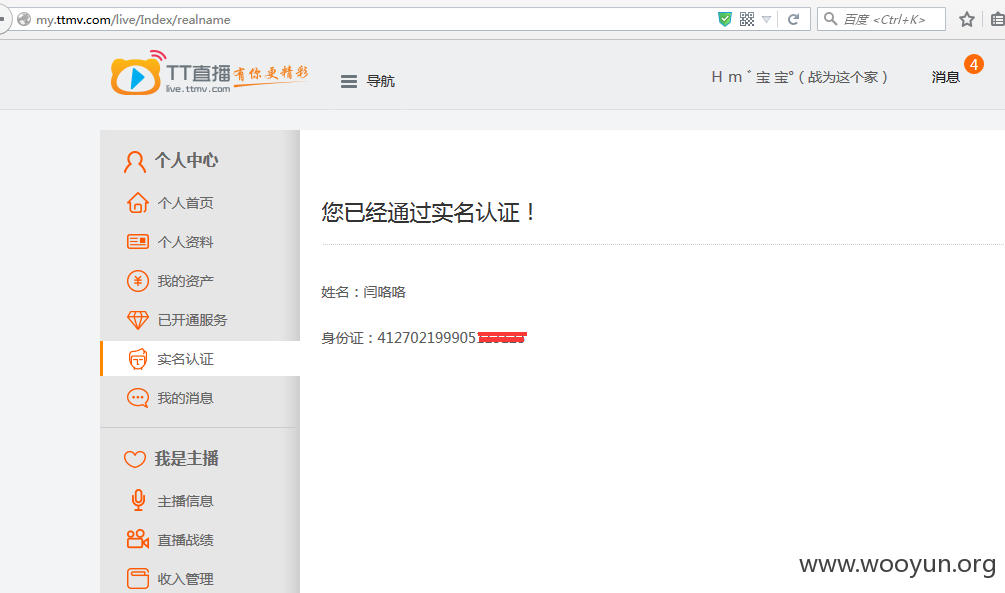 my.ttmv.com/live/Index/realname
百度 <Ctrl+K>
TT直播 有你更精彩
live.ttmv.com
导航
H m ﾞ宝 宝°（战为这个家）
消息
4
个人中心
个人首页
个人资料
我的资产
已开通服务
实名认证
我的消息
我是主播
主播信息
直播战绩
收入管理
您已经通过实名认证！
姓名：闫咯咯
身份证：412702199905
www.wooyun.org